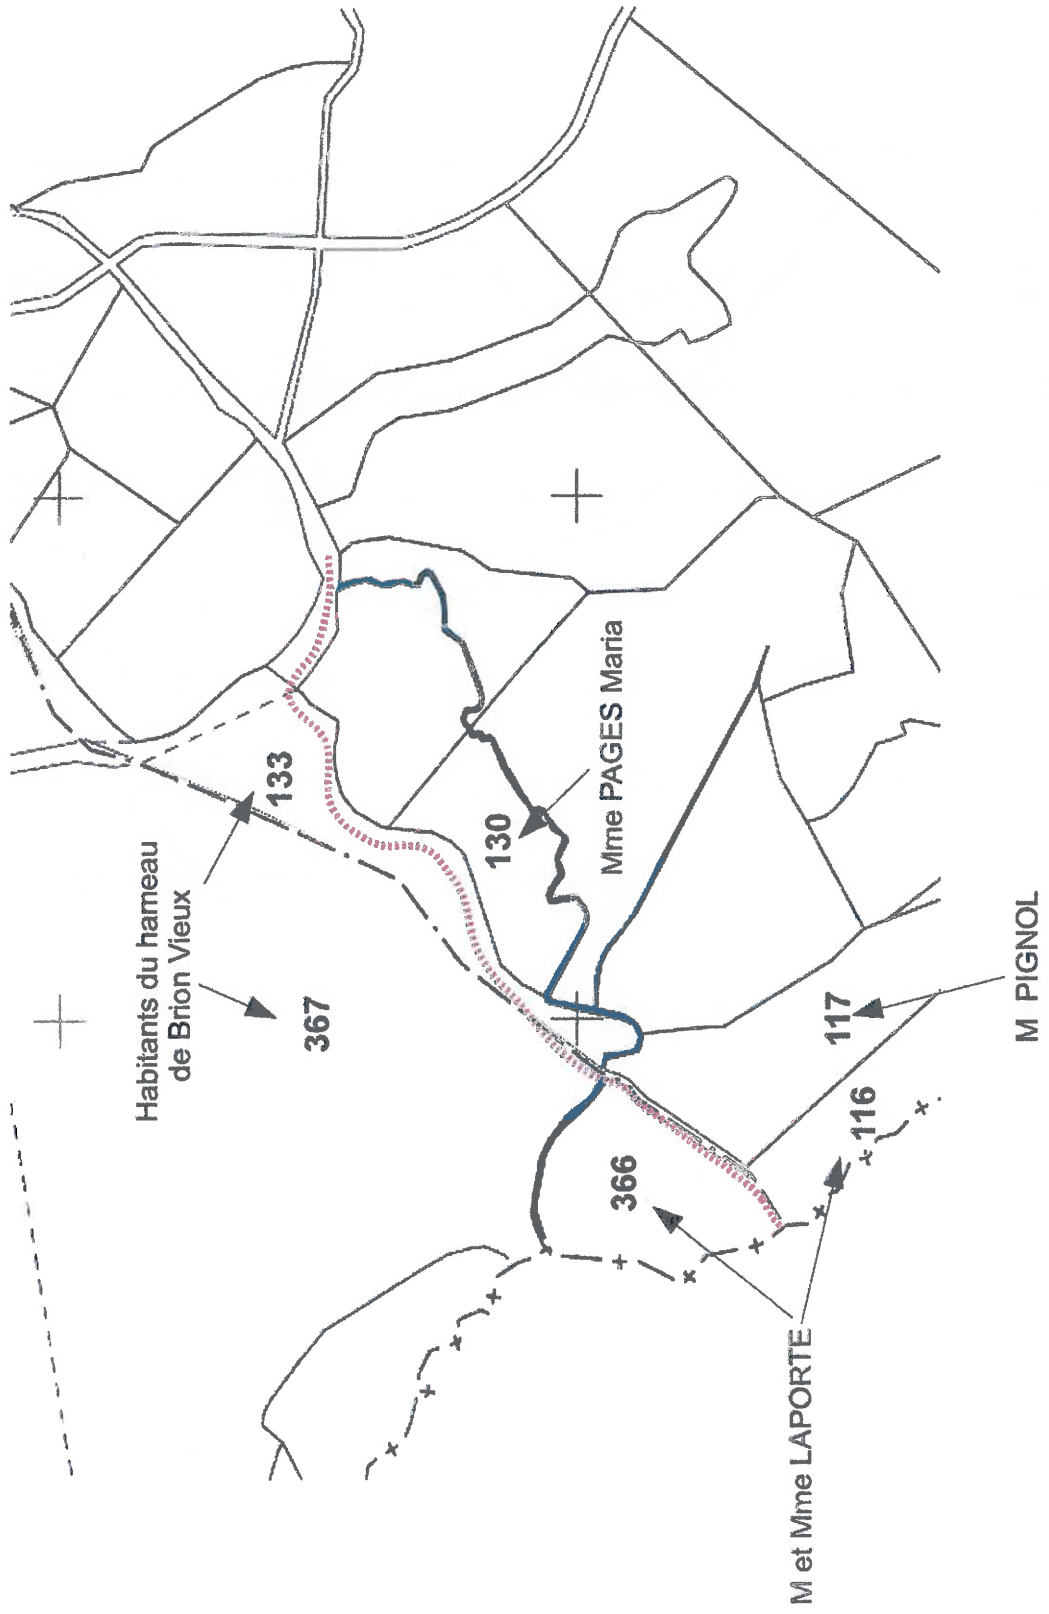 Habitants du hameau
de Brion Vieux
133
367
130
Mme PAGES Maria
366
117
116
M PIGNOL
M et Mme LAPORTE